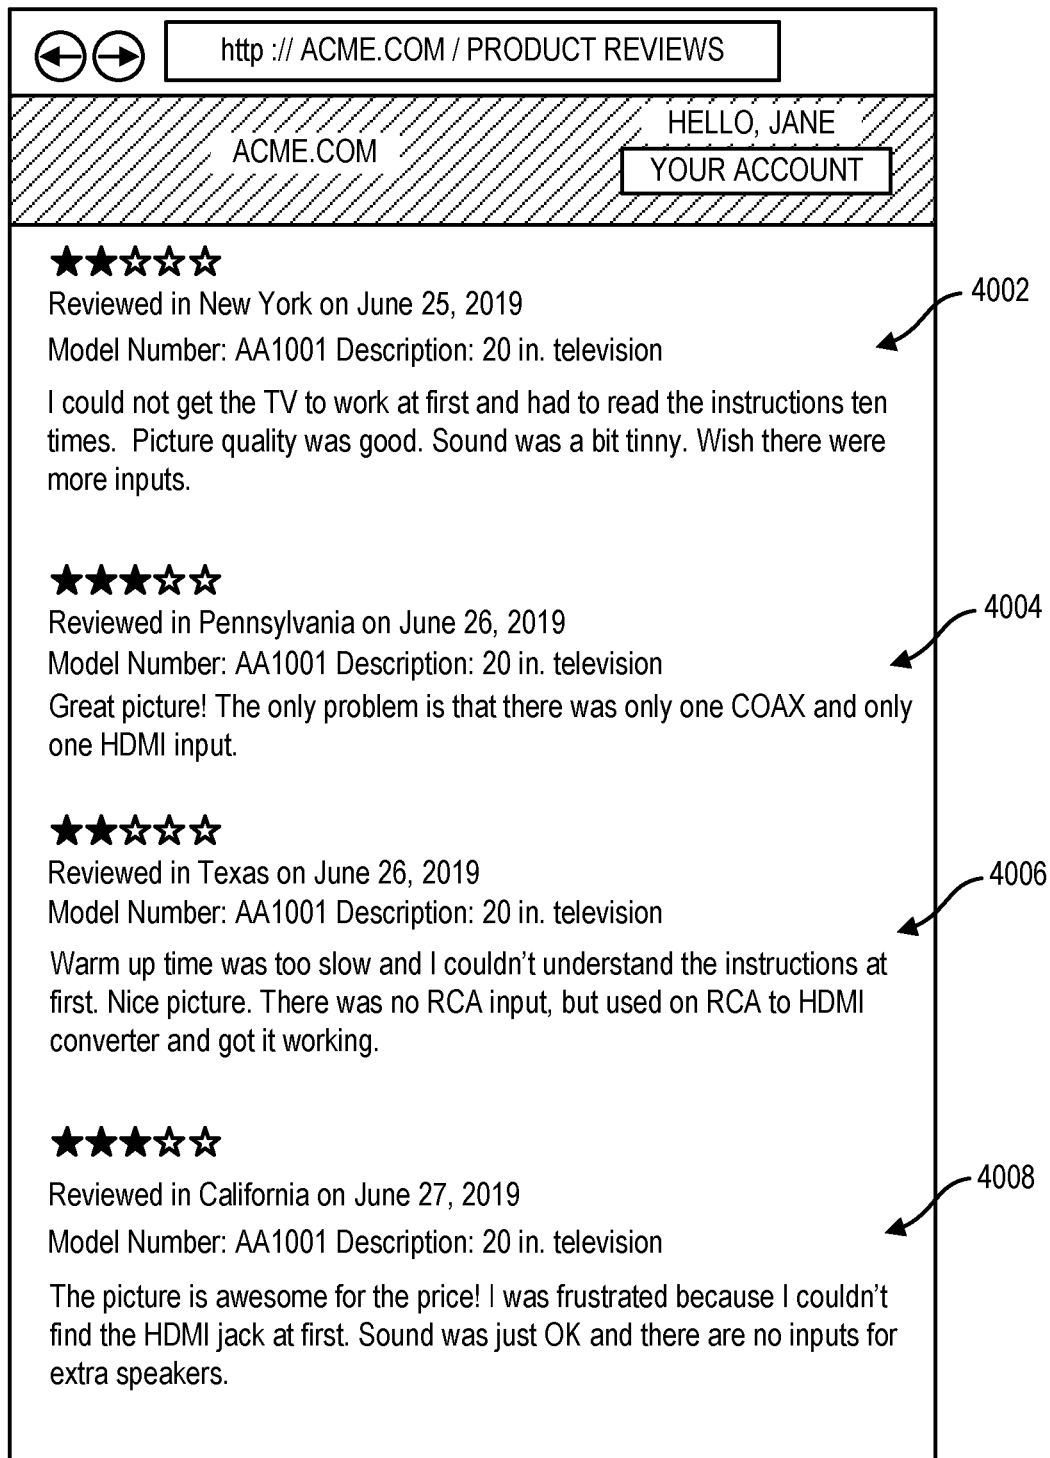 http :// ACME.COM / PRODUCT REVIEWS
HELLO, JANE
ACME.COM
YOUR ACCOUNT
★★☆☆☆
Reviewed in New York on June 25, 2019
4002
Model Number: AA1001 Description: 20 in. television
I could not get the TV to work at first and had to read the instructions ten
times.  Picture quality was good. Sound was a bit tinny. Wish there were
more inputs.
★★★☆☆
Reviewed in Pennsylvania on June 26, 2019
4004
Model Number: AA1001 Description: 20 in. television
Great picture! The only problem is that there was only one COAX and only
one HDMI input.
★★☆☆☆
Reviewed in Texas on June 26, 2019
4006
Model Number: AA1001 Description: 20 in. television
Warm up time was too slow and I couldn't understand the instructions at
first. Nice picture. There was no RCA input, but used on RCA to HDMI
converter and got it working.
★★★☆☆
Reviewed in California on June 27, 2019
4008
Model Number: AA1001 Description: 20 in. television
The picture is awesome for the price! I was frustrated because I couldn't
find the HDMI jack at first. Sound was just OK and there are no inputs for
extra speakers.